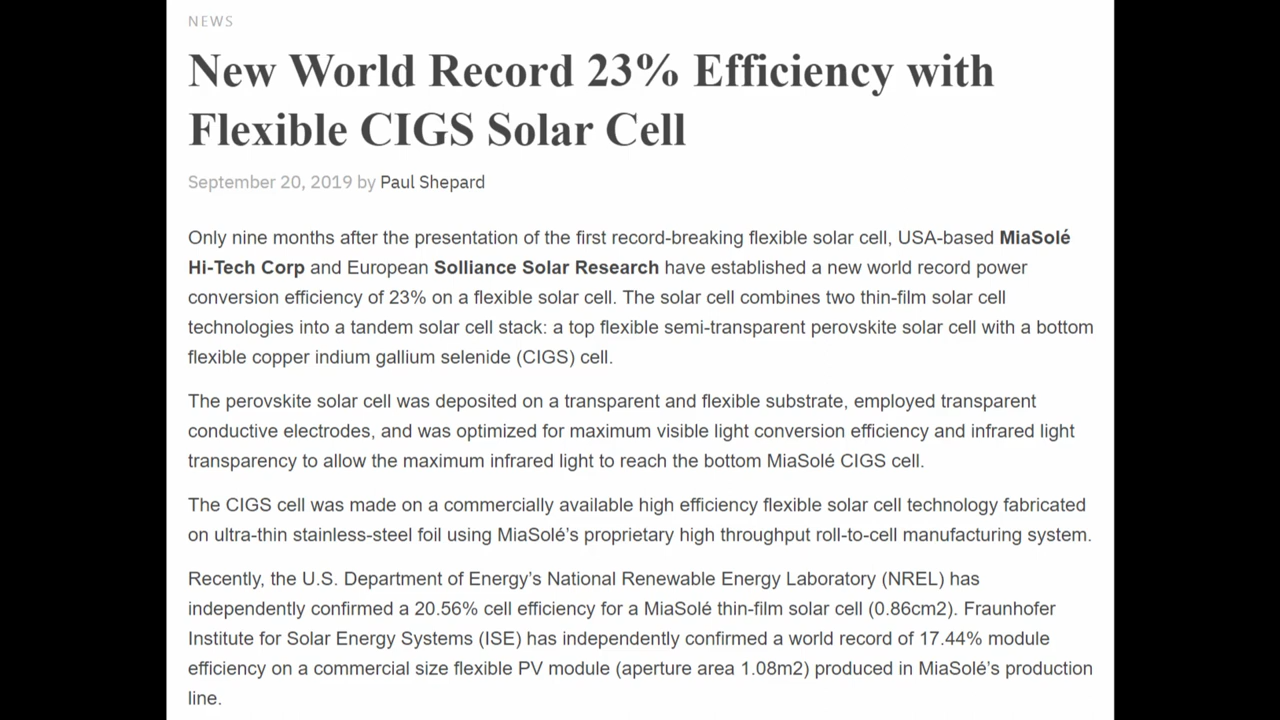 NEWS
New World Record 23% Efficiency with
Flexible CIGS Solar Cell
September 20, 2019 by Paul Shepard
Only nine months after the presentation of the first record-breaking flexible solar cell, USA-based MiaSolé
Hi-Tech Corp and European Solliance Solar Research have established a new world record power
conversion efficiency of 23% on a flexible solar cell. The solar cell combines two thin-film solar cell
technologies into a tandem solar cell stack: a top flexible semi-transparent perovskite solar cell with a bottom
flexible copper indium gallium selenide (CIGS) cell.
The perovskite solar cell was deposited on a transparent and flexible substrate, employed transparent
conductive electrodes, and was optimized for maximum visible light conversion efficiency and infrared light
transparency to allow the maximum infrared light to reach the bottom MiaSolé CIGS cell.
The CIGS cell was made on a commercially available high efficiency flexible solar cell technology fabricated
on ultra-thin stainless-steel foil using MiaSolé’s proprietary high throughput roll-to-cell manufacturing system.
Recently, the U.S. Department of Energy’s National Renewable Energy Laboratory (NREL) has
independently confirmed a 20.56% cell efficiency for a MiaSolé thin-film solar cell (0.86cm2). Fraunhofer
Institute for Solar Energy Systems (ISE) has independently confirmed a world record of 17.44% module
efficiency on a commercial size flexible PV module (aperture area 1.08m2) produced in MiaSolé’s production
line.